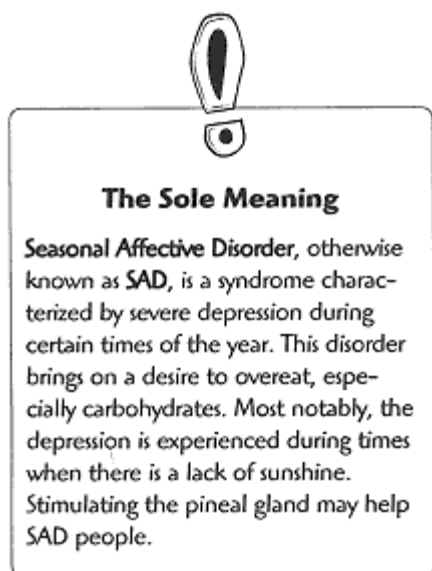 The Sole Meaning
Seasonal Affective Disorder, otherwise
known as SAD, is a syndrome charac-
terized by severe depression during
certain times of the year. This disorder
brings on a desire to overeat, espe-
cially carbohydrates. Most notably, the
depression is experienced during times
when there is a lack of sunshine.
Stimulating the pineal gland may help
SAD people.